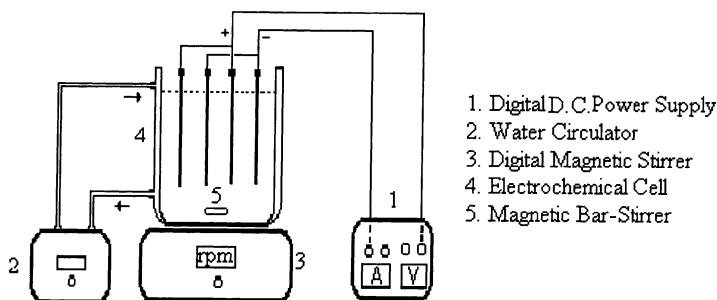 +
−
4
5
1
2
rpm
3
A
V
1. Digital D.C.Power Supply
2. Water Circulator
3. Digital Magnetic Stirrer
4. Electrochemical Cell
5. Magnetic Bar-Stirrer